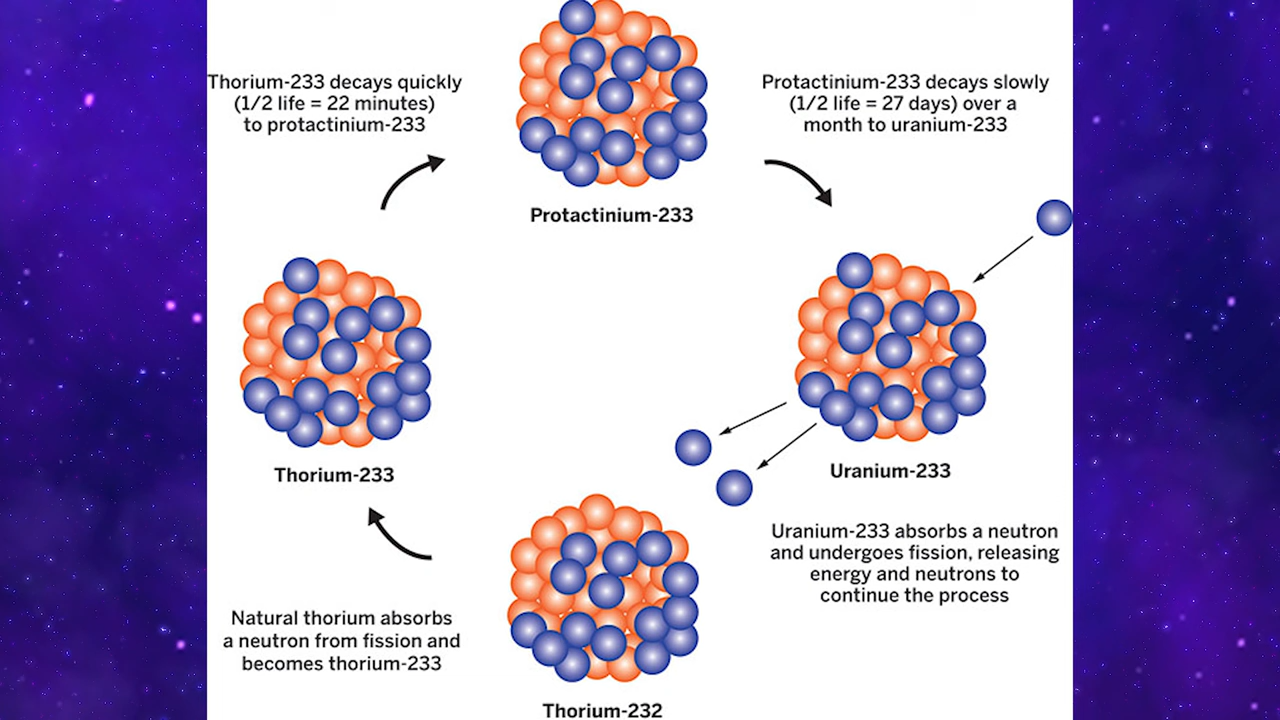 Thorium-233 decays quickly
(1/2 life = 22 minutes)
to protactinium-233
Protactinium-233 decays slowly
(1/2 life = 27 days) over a
month to uranium-233
Protactinium-233
Thorium-233
Uranium-233
Uranium-233 absorbs a neutron
and undergoes fission, releasing
energy and neutrons to
continue the process
Natural thorium absorbs
a neutron from fission and
becomes thorium-233
Thorium-232